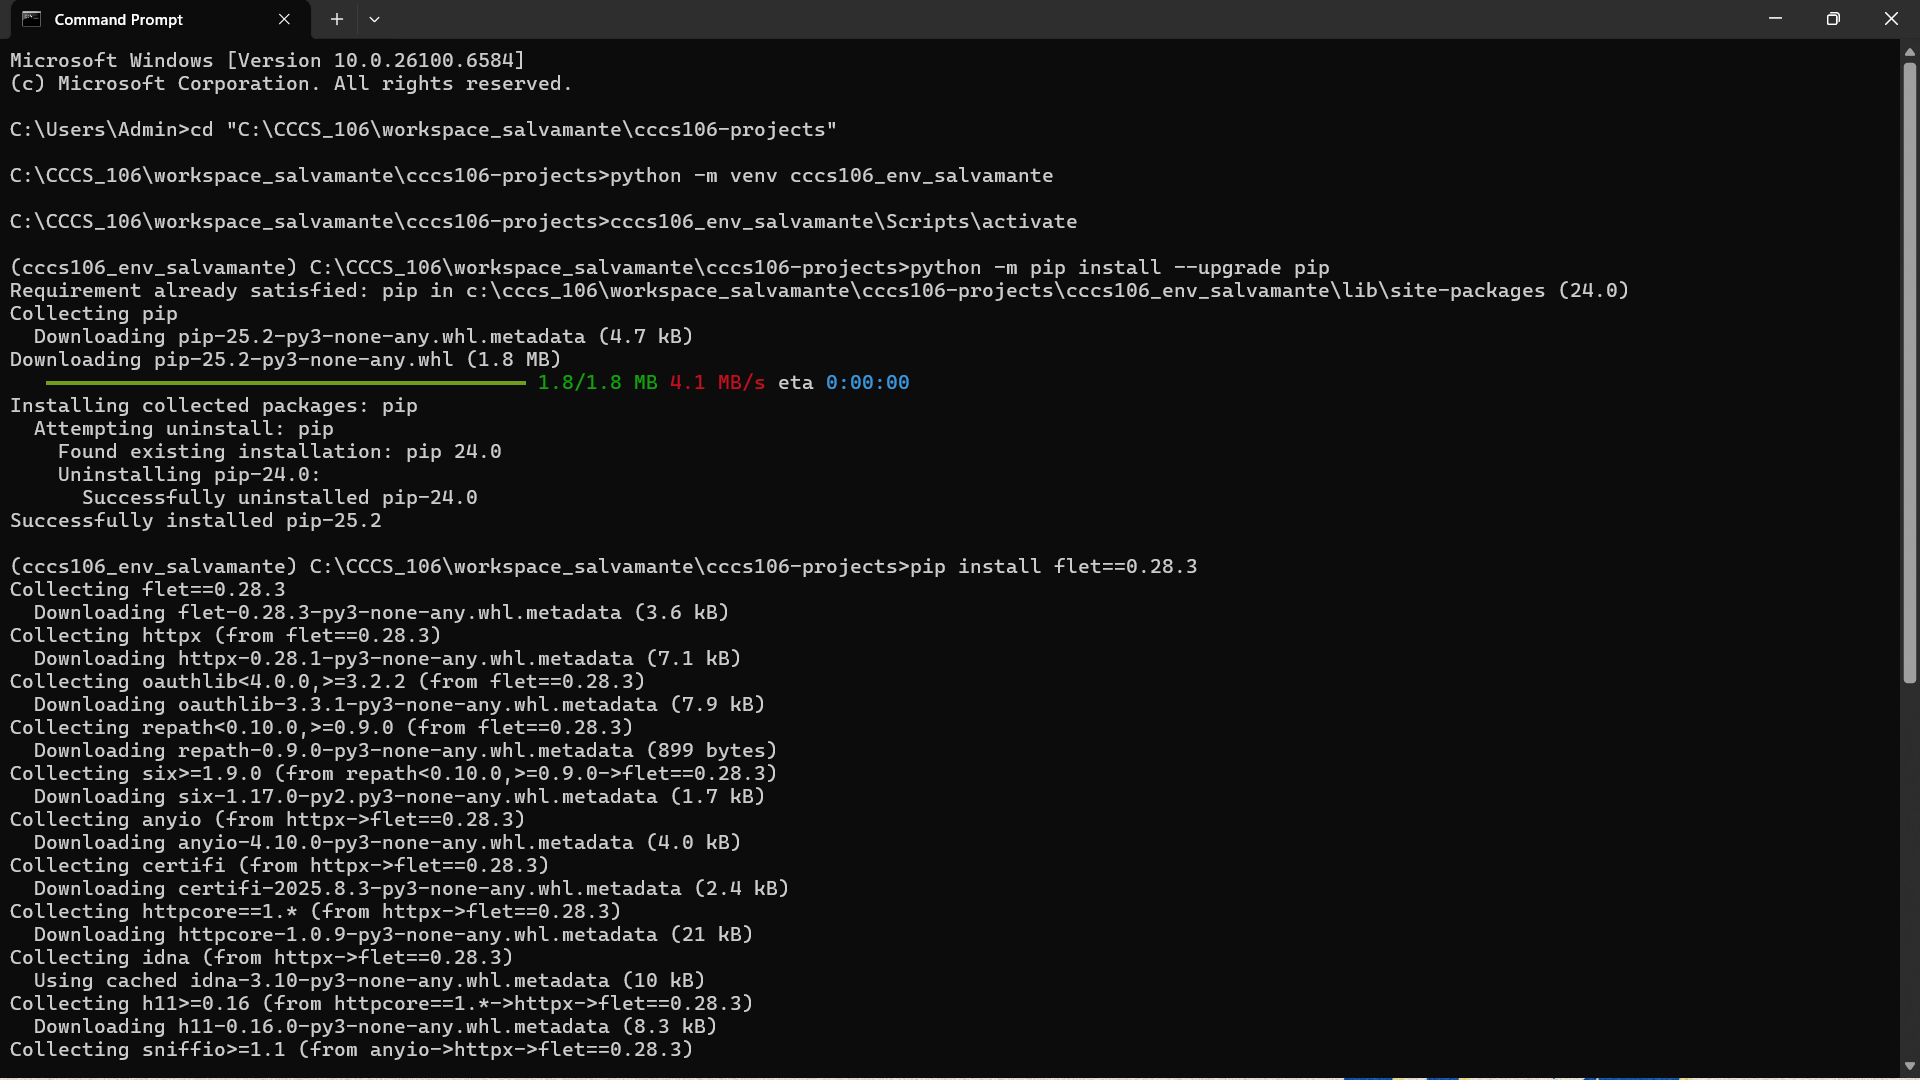 Command Prompt
Microsoft Windows [Version 10.0.26100.6584]
(c) Microsoft Corporation. All rights reserved.

C:\Users\Admin>cd "C:\CCCS_106\workspace_salvamante\cccs106-projects"

C:\CCCS_106\workspace_salvamante\cccs106-projects>python -m venv cccs106_env_salvamante

C:\CCCS_106\workspace_salvamante\cccs106-projects>cccs106_env_salvamante\Scripts\activate

(cccs106_env_salvamante) C:\CCCS_106\workspace_salvamante\cccs106-projects>python -m pip install --upgrade pip
Requirement already satisfied: pip in c:\cccs_106\workspace_salvamante\cccs106-projects\cccs106_env_salvamante\lib\site-packages (24.0)
Collecting pip
  Downloading pip-25.2-py3-none-any.whl.metadata (4.7 kB)
Downloading pip-25.2-py3-none-any.whl (1.8 MB)
   1.8/1.8 MB 4.1 MB/s eta 0:00:00
Installing collected packages: pip
  Attempting uninstall: pip
    Found existing installation: pip 24.0
    Uninstalling pip-24.0:
      Successfully uninstalled pip-24.0
Successfully installed pip-25.2

(cccs106_env_salvamante) C:\CCCS_106\workspace_salvamante\cccs106-projects>pip install flet==0.28.3
Collecting flet==0.28.3
  Downloading flet-0.28.3-py3-none-any.whl.metadata (3.6 kB)
Collecting httpx (from flet==0.28.3)
  Downloading httpx-0.28.1-py3-none-any.whl.metadata (7.1 kB)
Collecting oauthlib<4.0.0,>=3.2.2 (from flet==0.28.3)
  Downloading oauthlib-3.3.1-py3-none-any.whl.metadata (7.9 kB)
Collecting repath<0.10.0,>=0.9.0 (from flet==0.28.3)
  Downloading repath-0.9.0-py3-none-any.whl.metadata (899 bytes)
Collecting six>=1.9.0 (from repath<0.10.0,>=0.9.0->flet==0.28.3)
  Downloading six-1.17.0-py2.py3-none-any.whl.metadata (1.7 kB)
Collecting anyio (from httpx->flet==0.28.3)
  Downloading anyio-4.10.0-py3-none-any.whl.metadata (4.0 kB)
Collecting certifi (from httpx->flet==0.28.3)
  Downloading certifi-2025.8.3-py3-none-any.whl.metadata (2.4 kB)
Collecting httpcore==1.* (from httpx->flet==0.28.3)
  Downloading httpcore-1.0.9-py3-none-any.whl.metadata (21 kB)
Collecting idna (from httpx->flet==0.28.3)
  Using cached idna-3.10-py3-none-any.whl.metadata (10 kB)
Collecting h11>=0.16 (from httpcore==1.*->httpx->flet==0.28.3)
  Downloading h11-0.16.0-py3-none-any.whl.metadata (8.3 kB)
Collecting sniffio>=1.1 (from anyio->httpx->flet==0.28.3)